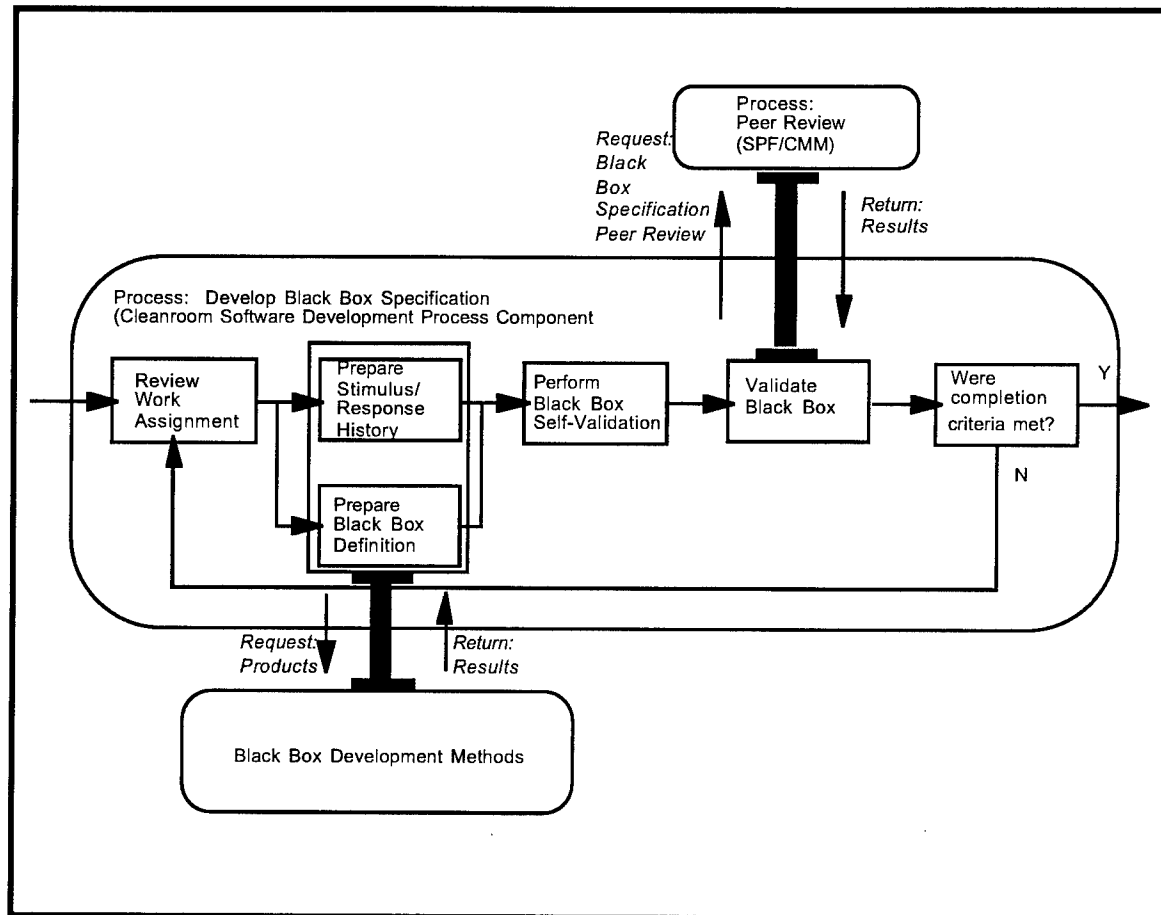 Process:
Peer Review
(SPF/CMM)
Request:
Black
Box
Specification
Peer Review
Return:
Results
Process: Develop Black Box Specification
(Cleanroom Software Development Process Component
Review
Work
Assignment
Prepare
Stimulus/
Response
History
Prepare
Black Box
Definition
Perform
Black Box
Self-Validation
Validate
Black Box
Were
completion
criteria met?
Y
N
Request:
Products
Return:
Results
Black Box Development Methods